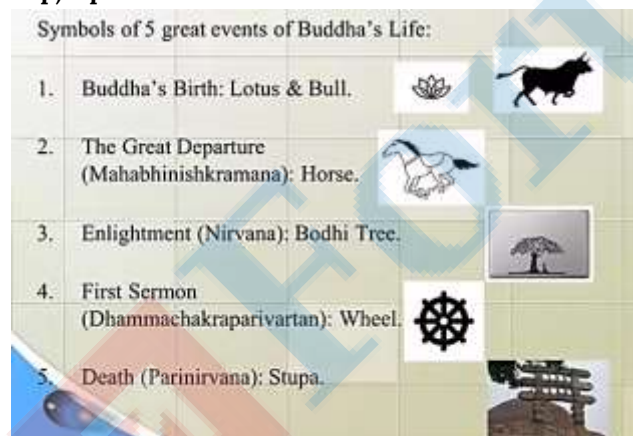 Symbols of 5 great events of Buddha's Life:
1. Buddha's Birth: Lotus & Bull.
2. The Great Departure
(Mahabhinishkramana): Horse.
3. Enlightment (Nirvana): Bodhi Tree.
4. First Sermon
(Dhammachakraparivartan): Wheel.
5. Death (Parinirvana): Stupa.